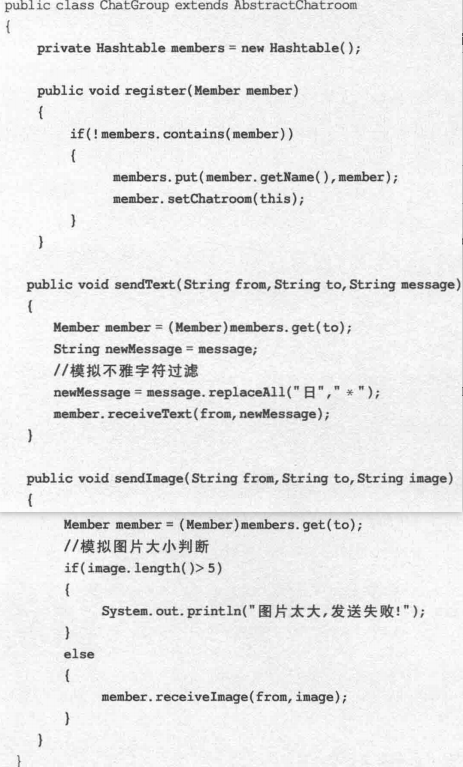 public class ChatGroup extends AbstractChatroom
{
private Hashtable members = new Hashtable();
public void register(Member member)
{
if(!members.contains(member))
{
members.put(member.getName(),member);
member.setChatroom(this);
}
}
public void sendText(String from,String to,String message)
{
Member member = (Member)members.get(to);
String newMessage = message;
//模拟不雅字符过滤
newMessage = message.replaceAll("日"," * ");
member.receiveText(from,newMessage);
}
public void sendImage(String from,String to,String image)
{
Member member = (Member)members.get(to);
//模拟图片大小判断
if(image.length()> 5)
{
System.out.println("图片太大,发送失败!");
}
else
{
member.receiveImage(from,image);
}
}
}